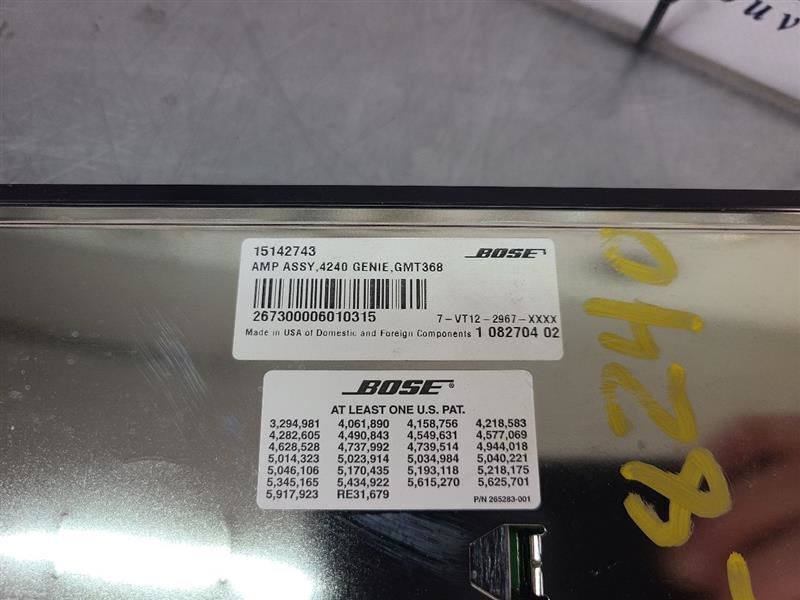 15142743 BOSE
AMP ASSY,4240 GENIE,GMT368
267300006010315 7-VT12-2967-XXXX
Made in USA of Domestic and Foreign Components 1 082704 02
BOSE®
AT LEAST ONE U.S. PAT.
3,294,981 4,061,890 4,158,756 4,218,583
4,282,605 4,490,843 4,549,631 4,577,069
4,628,528 4,737,992 4,739,514 4,944,018
5,014,323 5,023,914 5,034,984 5,040,221
5,046,106 5,170,435 5,193,118 5,218,175
5,345,165 5,434,922 5,615,270 5,625,701
5,917,923 RE31,679 P/N 265283-001
8240